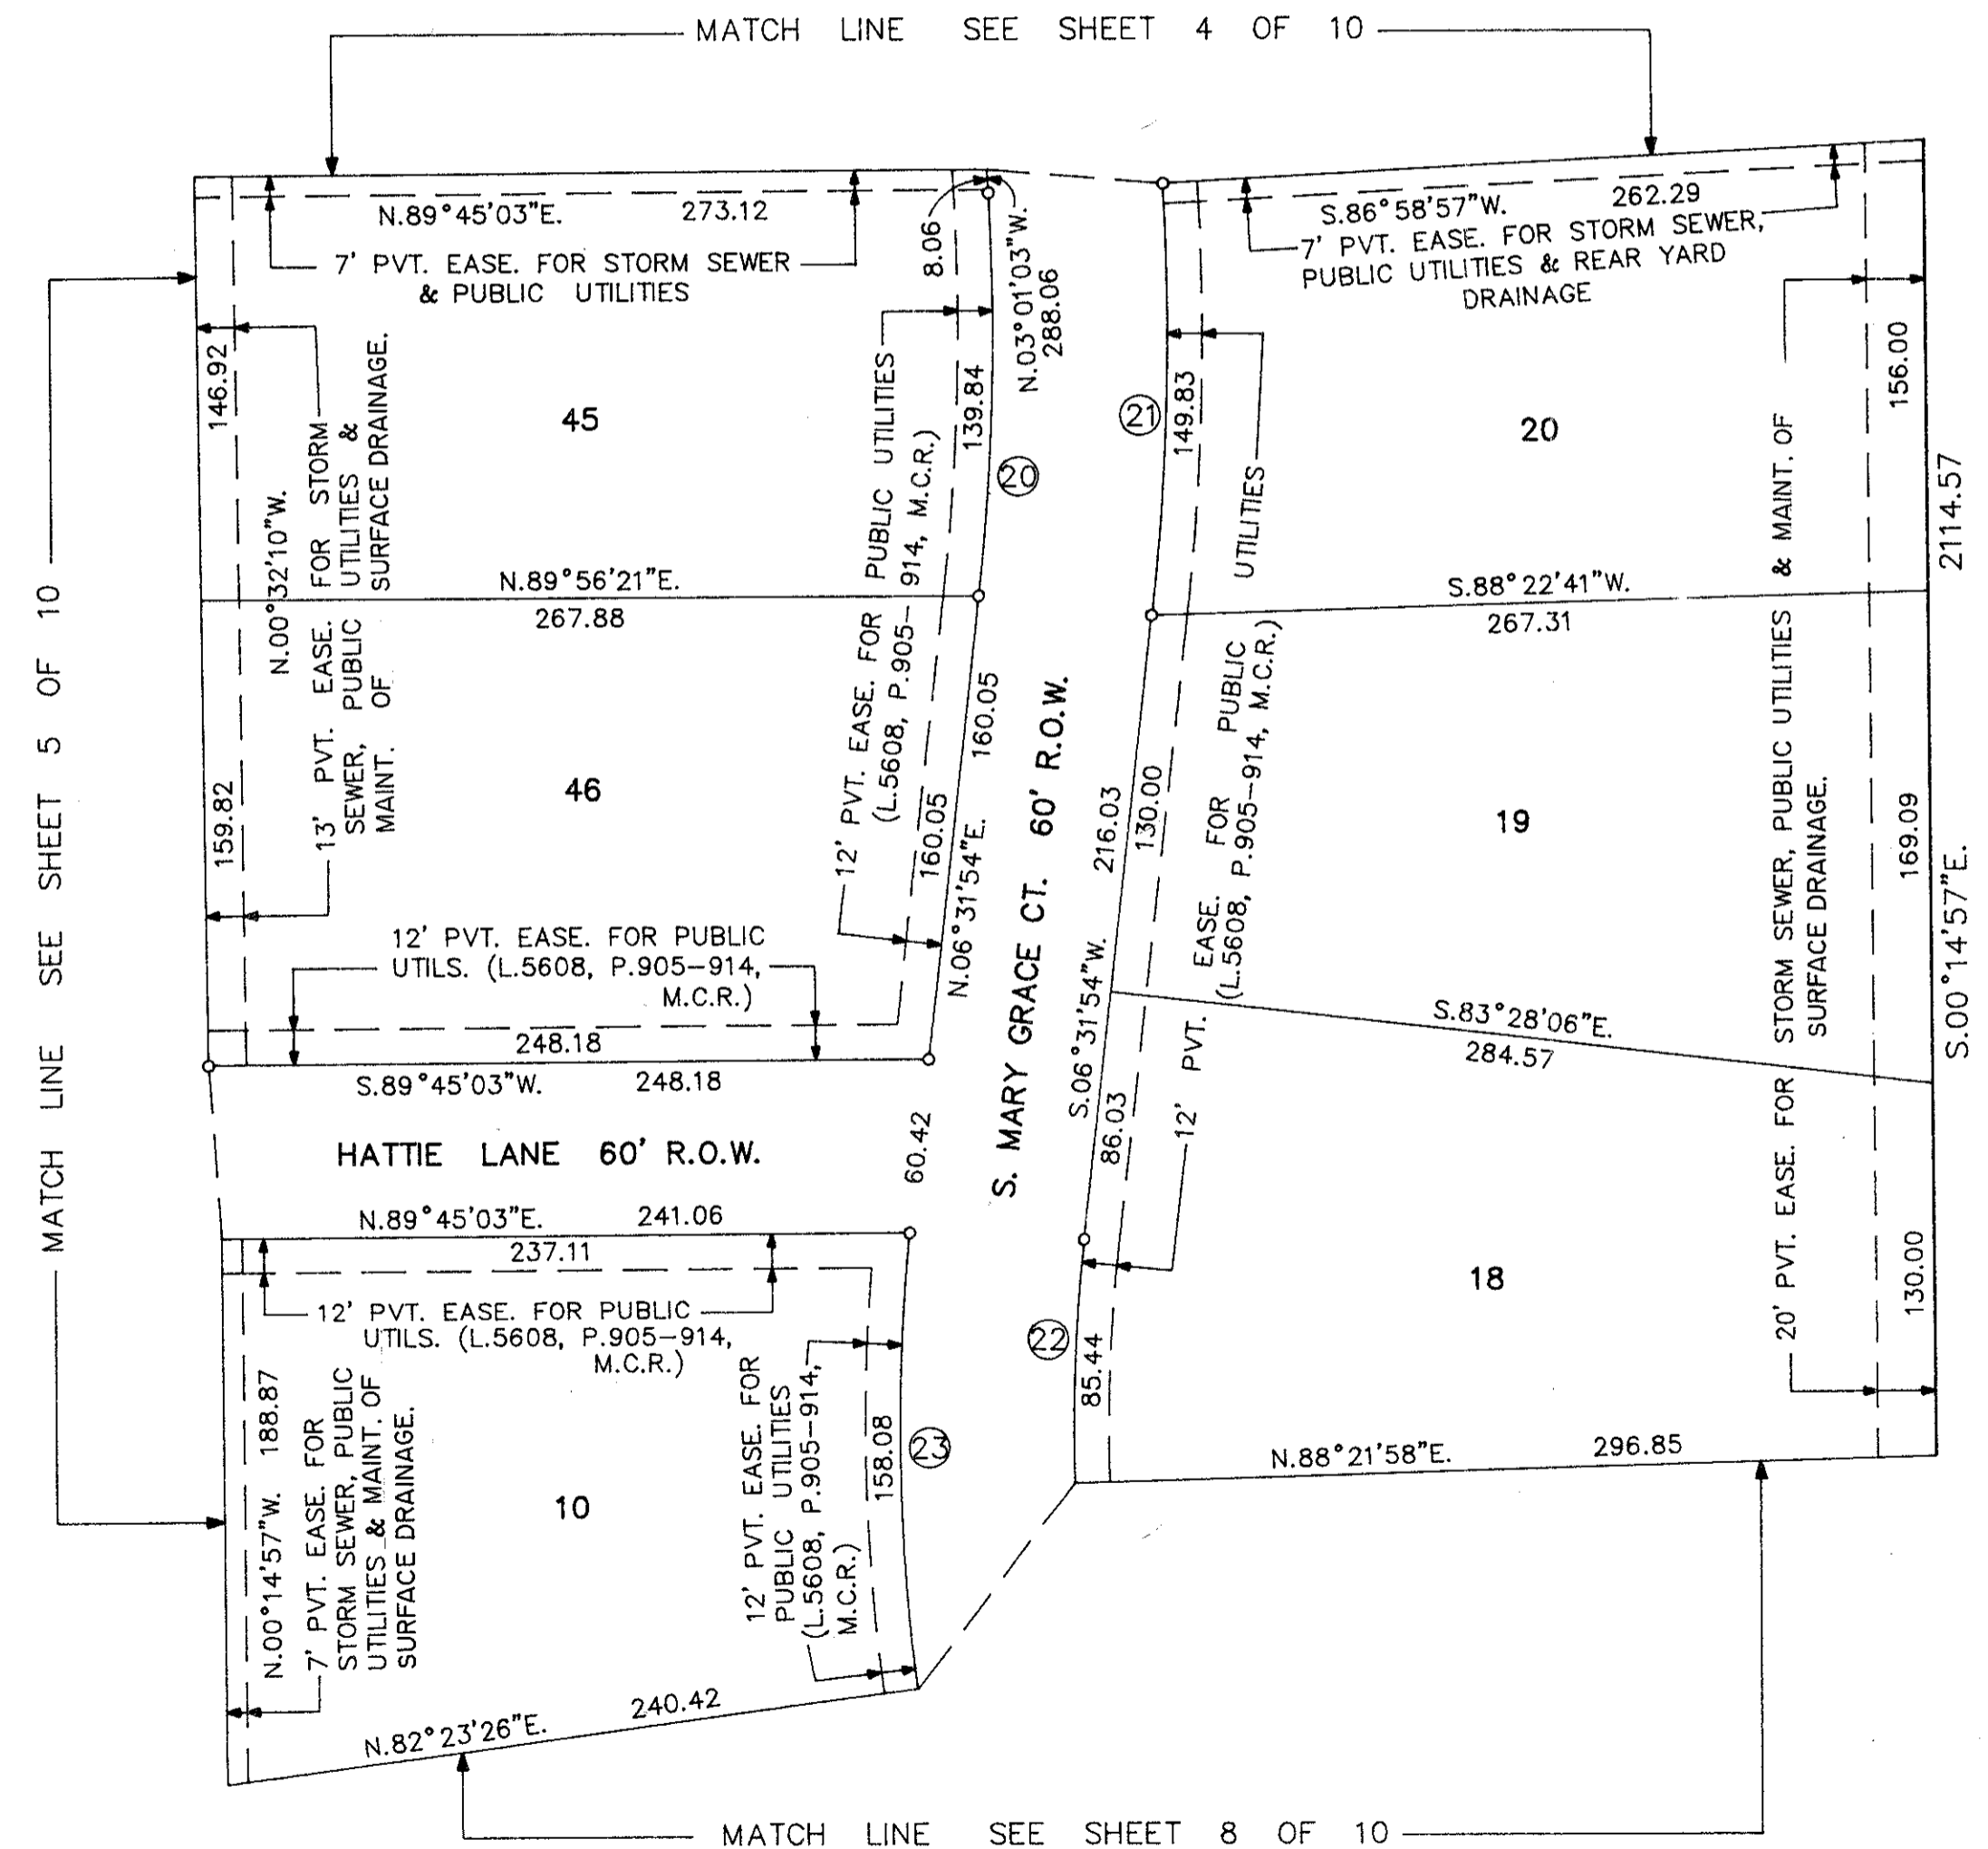 MATCH LINE SEE SHEET 4 OF 10
N.89°45'03"E. 273.12
7' PVT. EASE. FOR STORM SEWER
& PUBLIC UTILITIES
8.06
N.03°01'03"W.
288.06
S.86°58'57"W. 262.29
7' PVT. EASE. FOR STORM SEWER,
PUBLIC UTILITIES & REAR YARD
DRAINAGE
MATCH LINE SEE SHEET 5 OF 10
146.92
N.00°32'10"W.
13' PVT. EASE. FOR STORM
SEWER, PUBLIC UTILITIES &
MAINT. OF SURFACE DRAINAGE.
45
12' PVT. EASE. FOR PUBLIC UTILITIES
(L.5608, P.905-914, M.C.R.)
139.84
20
21
149.83
UTILITIES
20
156.00
2114.57
S.00°14'57"E.
N.89°56'21"E.
267.88
S.88°22'41"W.
267.31
159.82
46
160.05
160.05
N.06°31'54"E.
S. MARY GRACE CT. 60' R.O.W.
216.03
130.00
S.06°31'54"W.
12' PVT. EASE. FOR PUBLIC
(L.5608, P.905-914, M.C.R.)
19
20' PVT. EASE. FOR STORM SEWER, PUBLIC UTILITIES & MAINT. OF
SURFACE DRAINAGE.
169.09
12' PVT. EASE. FOR PUBLIC
UTILS. (L.5608, P.905-914,
M.C.R.)
248.18
S.89°45'03"W. 248.18
S.83°28'06"E.
284.57
HATTIE LANE 60' R.O.W.
60.42
86.03
N.89°45'03"E. 241.06
237.11
12' PVT. EASE. FOR PUBLIC
UTILS. (L.5608, P.905-914,
M.C.R.)
18
130.00
22
85.44
N.00°14'57"W. 188.87
7' PVT. EASE. FOR
STORM SEWER, PUBLIC
UTILITIES & MAINT. OF
SURFACE DRAINAGE.
10
12' PVT. EASE. FOR
PUBLIC UTILITIES
(L.5608, P.905-914,
M.C.R.)
158.08
23
N.88°21'58"E. 296.85
N.82°23'26"E. 240.42
MATCH LINE SEE SHEET 8 OF 10